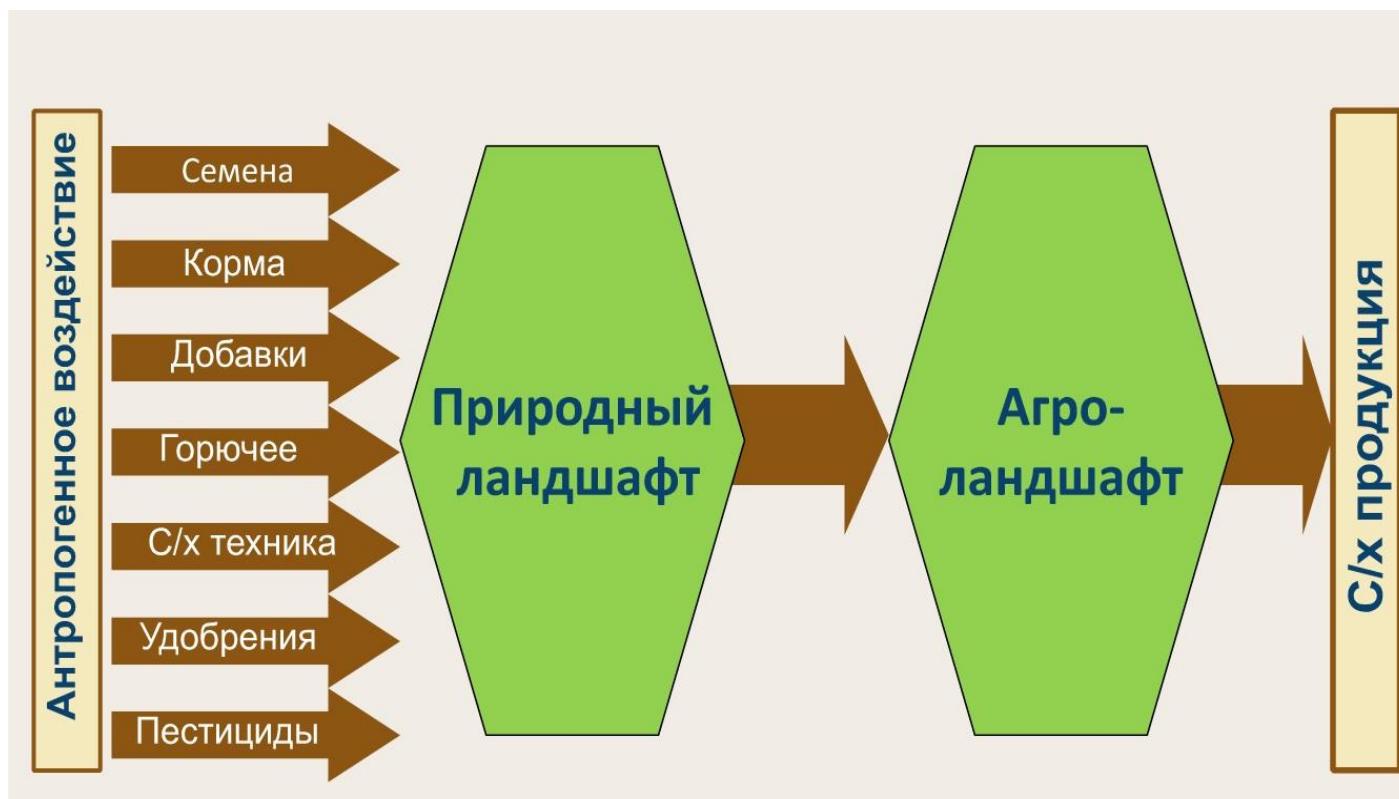 Антропогенное воздействие
Семена
Корма
Добавки
Горючее
С/х техника
Удобрения
Пестициды
Природный
ландшафт
Агро-
ландшафт
С/х продукция